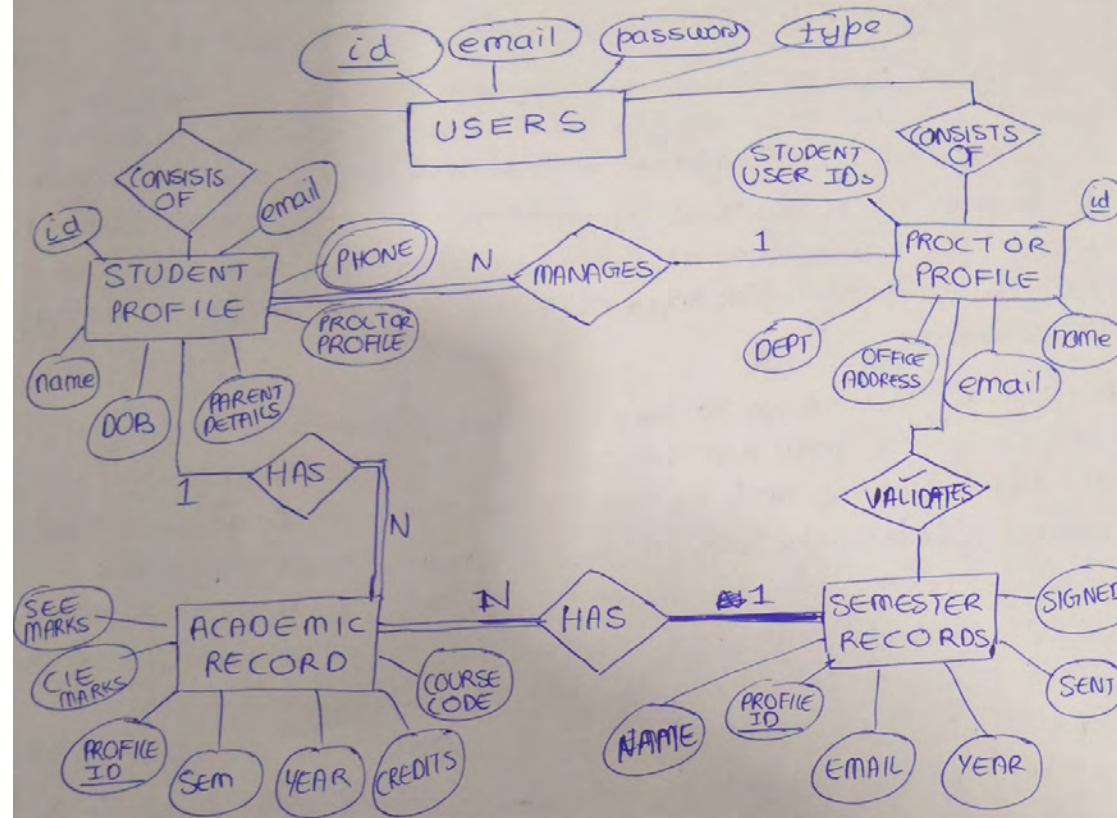 id
email
password
type
USERS
CONSISTS
OF
CONSISTS
OF
STUDENT
USER IDs
id
email
id
STUDENT
PROFILE
PHONE
N
MANAGES
1
PROCTOR
PROFILE
PROCTOR
PROFILE
name
DOB
PARENT
DETAILS
DEPT
OFFICE
ADDRESS
email
name
1
HAS
N
VALIDATES
SEE
MARKS
CIE
MARKS
ACADEMIC
RECORD
N
HAS
1
SEMESTER
RECORDS
SIGNED
SENT
COURSE
CODE
PROFILE
ID
SEM
YEAR
CREDITS
NAME
PROFILE
ID
EMAIL
YEAR